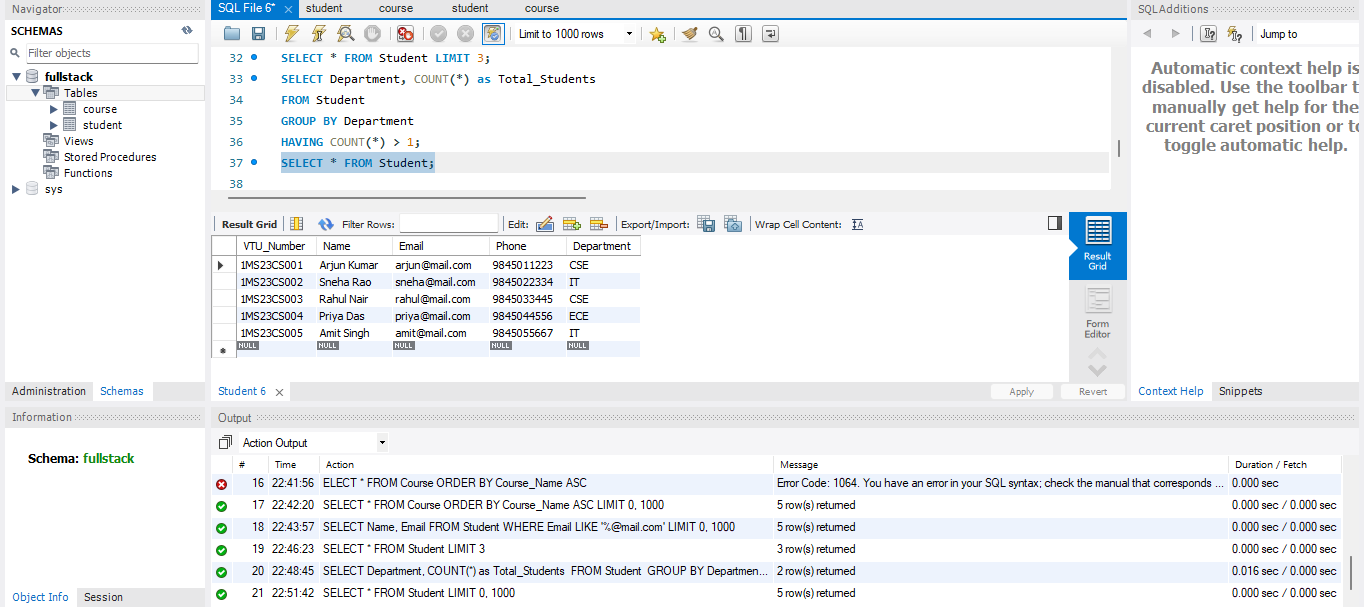 Navigator
SCHEMAS
Filter objects
fullstack
Tables
course
student
Views
Stored Procedures
Functions
sys
Administration Schemas
Information
Schema: fullstack
Object Info Session
SQL File 6* student course student course
Limit to 1000 rows
32 SELECT * FROM Student LIMIT 3;
33 SELECT Department, COUNT(*) as Total_Students
34 FROM Student
35 GROUP BY Department
36 HAVING COUNT(*) > 1;
37 SELECT * FROM Student;
38
Result Grid Filter Rows: Edit: Export/Import: Wrap Cell Content:
VTU_Number Name Email Phone Department
1MS23CS001 Arjun Kumar arjun@mail.com 9845011223 CSE
1MS23CS002 Sneha Rao sneha@mail.com 9845022334 IT
1MS23CS003 Rahul Nair rahul@mail.com 9845033445 CSE
1MS23CS004 Priya Das priya@mail.com 9845044556 ECE
1MS23CS005 Amit Singh amit@mail.com 9845055667 IT
NULL NULL NULL NULL NULL
Result
Grid
Form
Editor
Student 6 Apply Revert
SQLAdditions
Jump to
Automatic context help is
disabled. Use the toolbar t
manually get help for the
current caret position or to
toggle automatic help.
Context Help Snippets
Output
Action Output
# Time Action Message Duration / Fetch
16 22:41:56 ELECT * FROM Course ORDER BY Course_Name ASC Error Code: 1064. You have an error in your SQL syntax; check the manual that corresponds ... 0.000 sec
17 22:42:20 SELECT * FROM Course ORDER BY Course_Name ASC LIMIT 0, 1000 5 row(s) returned 0.000 sec / 0.000 sec
18 22:43:57 SELECT Name, Email FROM Student WHERE Email LIKE '%@mail.com' LIMIT 0, 1000 5 row(s) returned 0.000 sec / 0.000 sec
19 22:46:23 SELECT * FROM Student LIMIT 3 3 row(s) returned 0.000 sec / 0.000 sec
20 22:48:45 SELECT Department, COUNT(*) as Total_Students FROM Student GROUP BY Departmen... 2 row(s) returned 0.016 sec / 0.000 sec
21 22:51:42 SELECT * FROM Student LIMIT 0, 1000 5 row(s) returned 0.000 sec / 0.000 sec